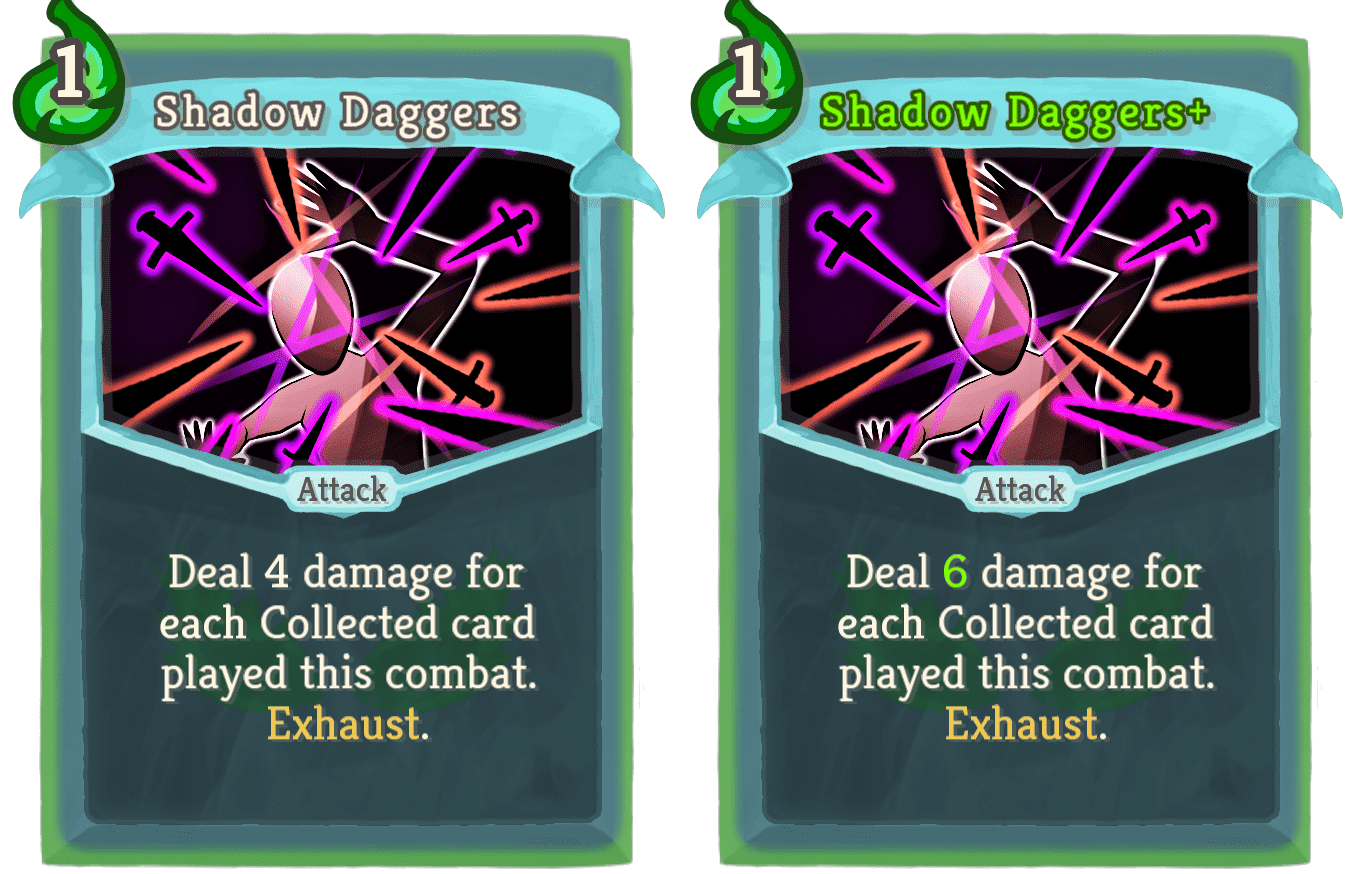 1
Shadow Daggers
Attack
Deal 4 damage for
each Collected card
played this combat.
Exhaust.
1
Shadow Daggers+
Attack
Deal 6 damage for
each Collected card
played this combat.
Exhaust.